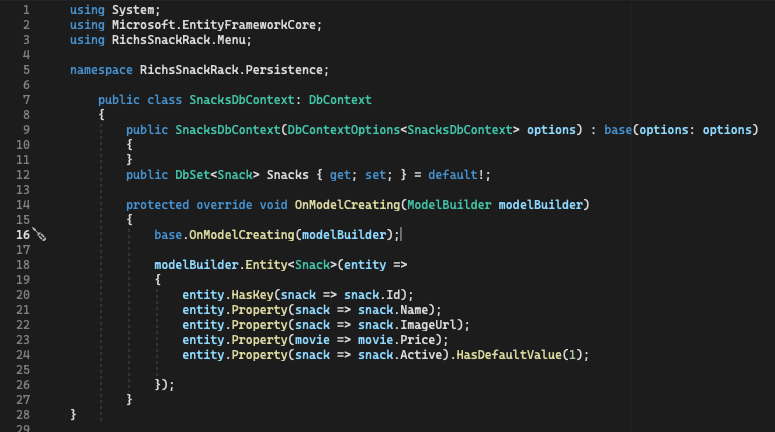 1 using System;
2 using Microsoft.EntityFrameworkCore;
3 using RichsSnackRack.Menu;
4
5 namespace RichsSnackRack.Persistence;
6
7 public class SnacksDbContext: DbContext
8 {
9 public SnacksDbContext(DbContextOptions<SnacksDbContext> options) : base(options: options)
10 {
11 }
12 public DbSet<Snack> Snacks { get; set; } = default!;
13
14 protected override void OnModelCreating(ModelBuilder modelBuilder)
15 {
16 base.OnModelCreating(modelBuilder);
17
18 modelBuilder.Entity<Snack>(entity =>
19 {
20 entity.HasKey(snack => snack.Id);
21 entity.Property(snack => snack.Name);
22 entity.Property(snack => snack.ImageUrl);
23 entity.Property(movie => movie.Price);
24 entity.Property(snack => snack.Active).HasDefaultValue(1);
25
26 });
27 }
28 }
29